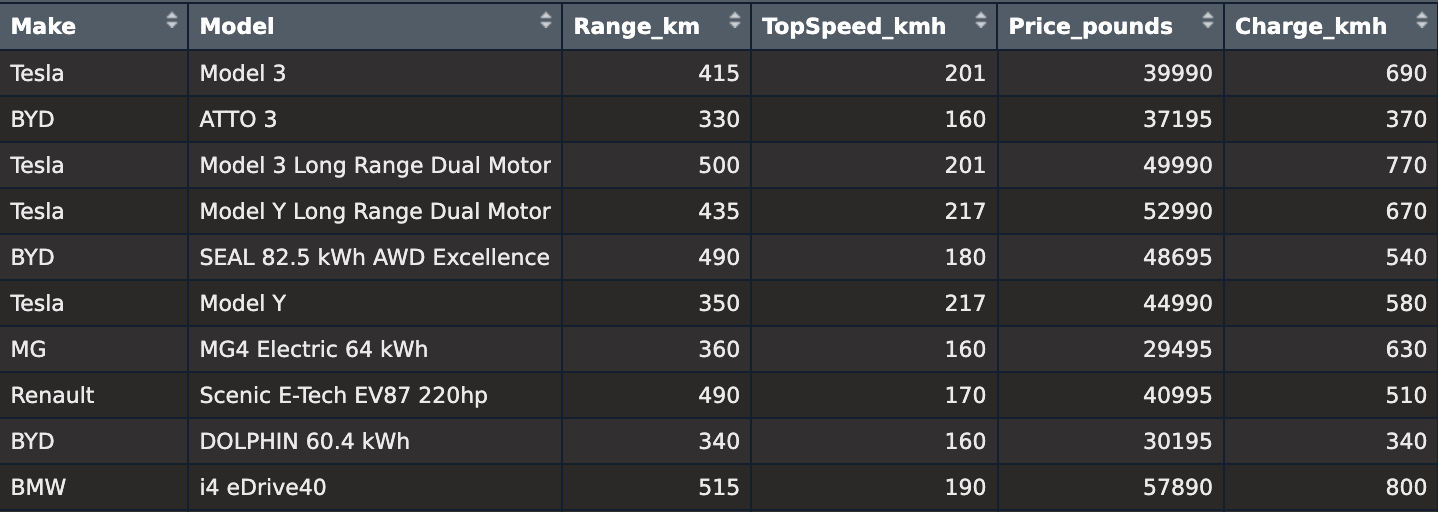 Make Model Range_km TopSpeed_kmh Price_pounds Charge_kmh
Tesla Model 3 415 201 39990 690
BYD ATTO 3 330 160 37195 370
Tesla Model 3 Long Range Dual Motor 500 201 49990 770
Tesla Model Y Long Range Dual Motor 435 217 52990 670
BYD SEAL 82.5 kWh AWD Excellence 490 180 48695 540
Tesla Model Y 350 217 44990 580
MG MG4 Electric 64 kWh 360 160 29495 630
Renault Scenic E-Tech EV87 220hp 490 170 40995 510
BYD DOLPHIN 60.4 kWh 340 160 30195 340
BMW i4 eDrive40 515 190 57890 800